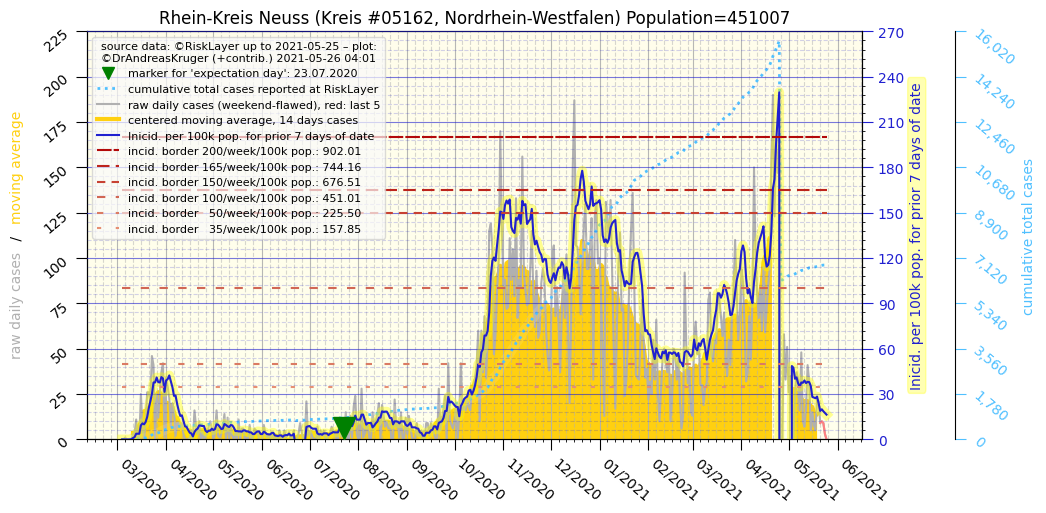 Rhein-Kreis Neuss (Kreis #05162, Nordrhein-Westfalen) Population=451007
source data: ©RiskLayer up to 2021-05-25 – plot:
©DrAndreasKruger (+contrib.) 2021-05-26 04:01
marker for 'expectation day': 23.07.2020
cumulative total cases reported at RiskLayer
raw daily cases (weekend-flawed), red: last 5
centered moving average, 14 days cases
Inicid. per 100k pop. for prior 7 days of date
incid. border 200/week/100k pop.: 902.01
incid. border 165/week/100k pop.: 744.16
incid. border 150/week/100k pop.: 676.51
incid. border 100/week/100k pop.: 451.01
incid. border 50/week/100k pop.: 225.50
incid. border 35/week/100k pop.: 157.85
raw daily cases / moving average
225
200
175
150
125
100
75
50
25
0
270
240
210
180
150
120
90
60
30
0
Inicid. per 100k pop. for prior 7 days of date
16,020
14,240
12,460
10,680
8,900
7,120
5,340
3,560
1,780
0
cumulative total cases
03/2020
04/2020
05/2020
06/2020
07/2020
08/2020
09/2020
10/2020
11/2020
12/2020
01/2021
02/2021
03/2021
04/2021
05/2021
06/2021